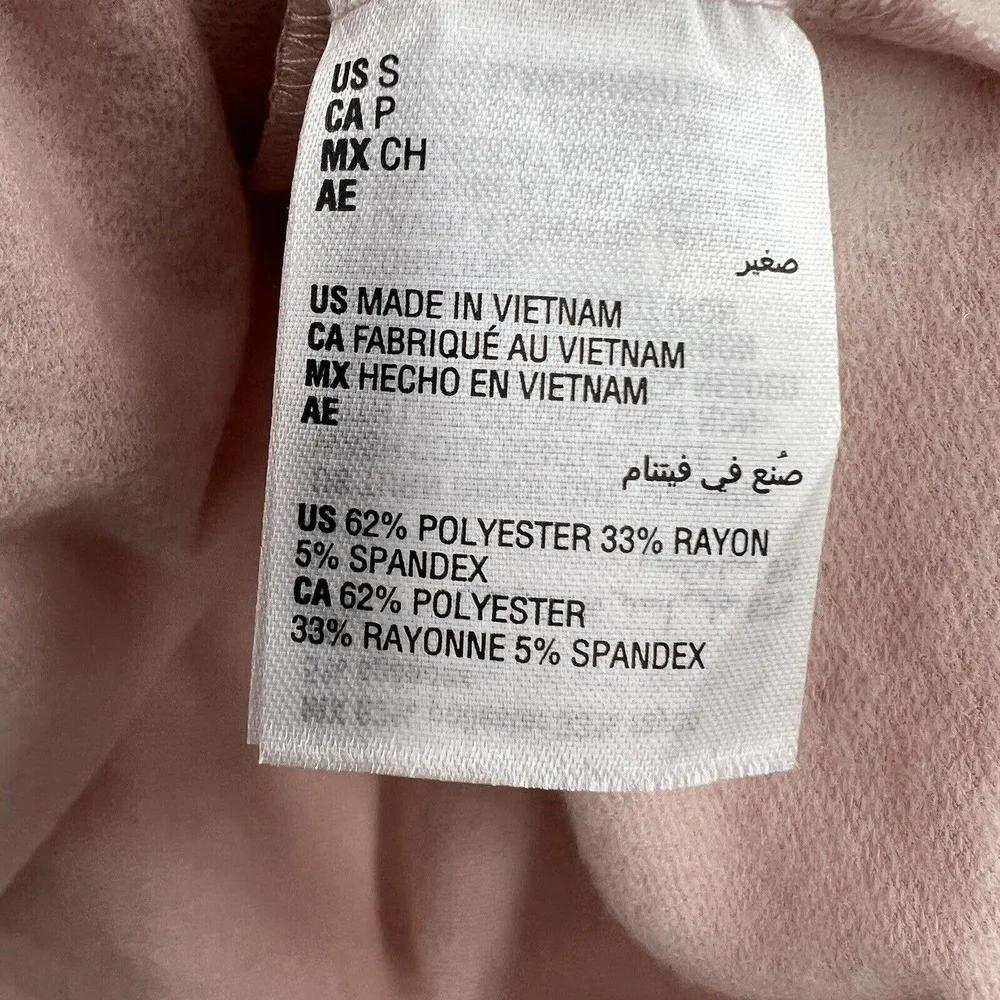 US S
CA P
MX CH
AE
صغير
US MADE IN VIETNAM
CA FABRIQUÉ AU VIETNAM
MX HECHO EN VIETNAM
AE
صُنع في فيتنام
US 62% POLYESTER 33% RAYON
5% SPANDEX
CA 62% POLYESTER
33% RAYONNE 5% SPANDEX